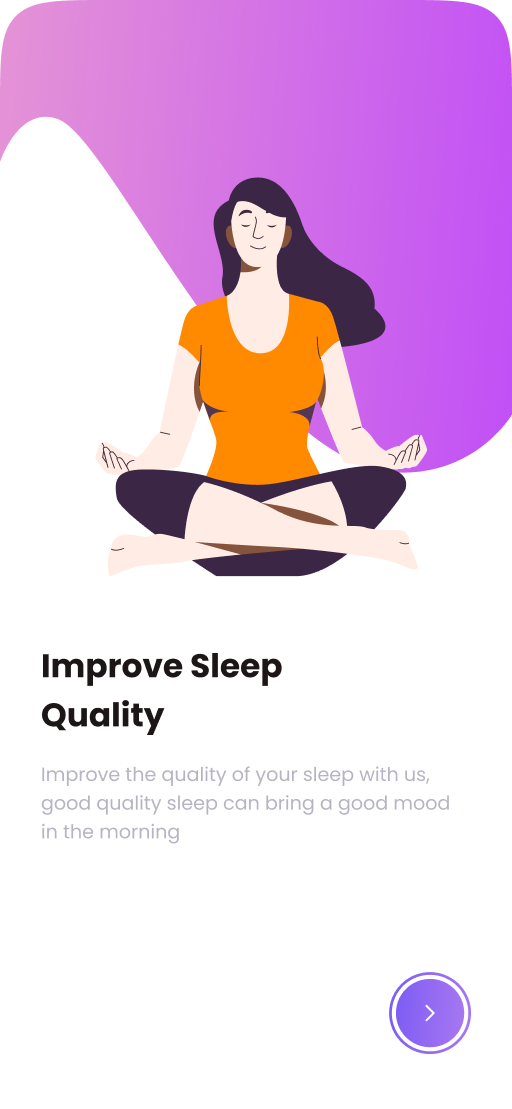 Improve Sleep
Quality
Improve the quality of your sleep with us,
good quality sleep can bring a good mood
in the morning